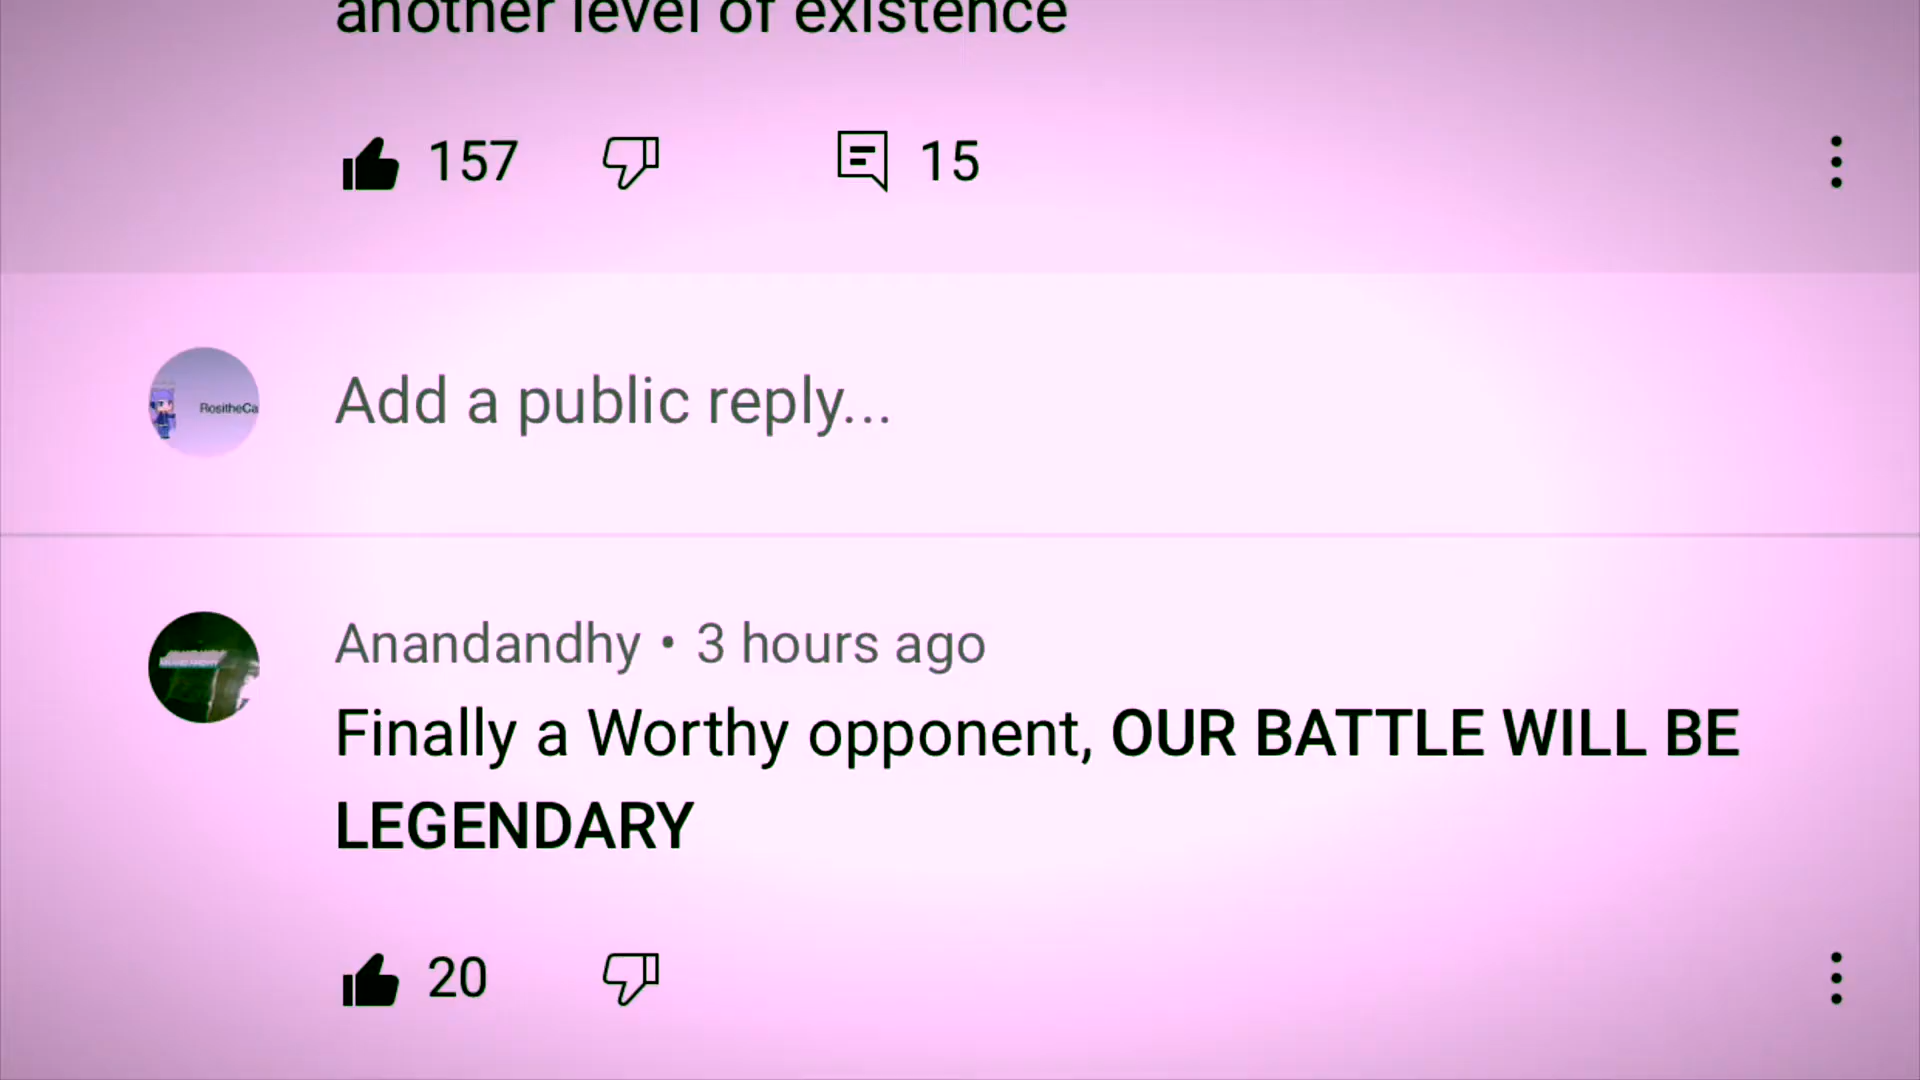 another level of existence
157 15
RositheCa
Add a public reply...
Anandandhy • 3 hours ago
Finally a Worthy opponent, OUR BATTLE WILL BE
LEGENDARY
20